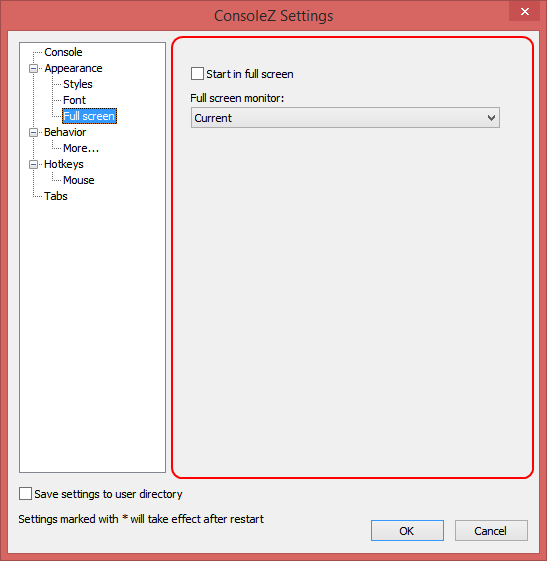 ConsoleZ Settings
Console
Appearance
Styles
Font
Full screen
Behavior
More...
Hotkeys
Mouse
Tabs
Start in full screen
Full screen monitor:
Current
Save settings to user directory
Settings marked with * will take effect after restart
OK
Cancel